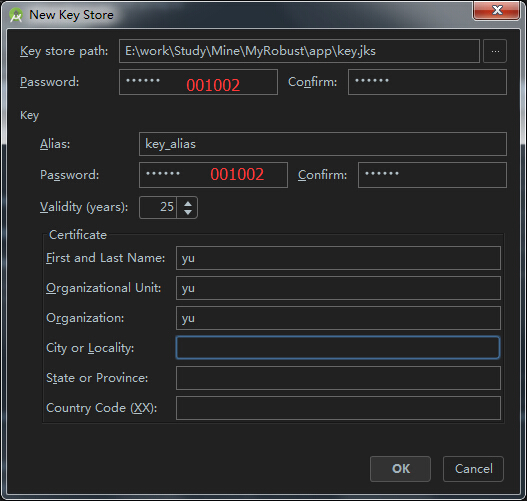 New Key Store
Key store path: E:\work\Study\Mine\MyRobust\app\key.jks ...
Password: •••••• 001002 Confirm: ••••••
Key
Alias: key_alias
Password: •••••• 001002 Confirm: ••••••
Validity (years): 25
Certificate
First and Last Name: yu
Organizational Unit: yu
Organization: yu
City or Locality:
State or Province:
Country Code (XX):
OK Cancel